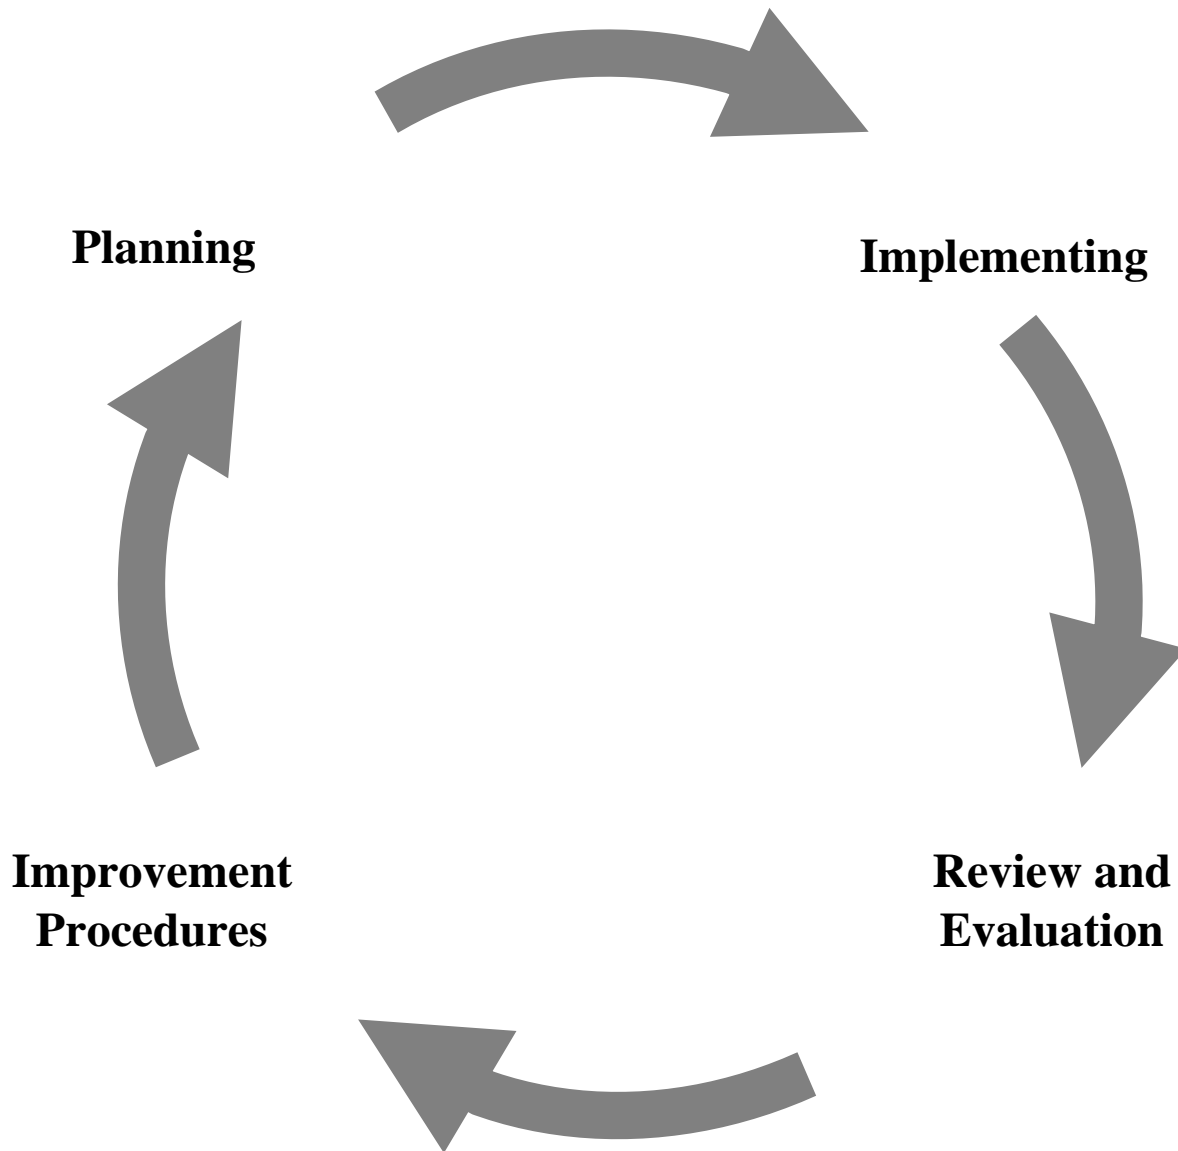 Planning
Implementing
Improvement
Procedures
Review and
Evaluation